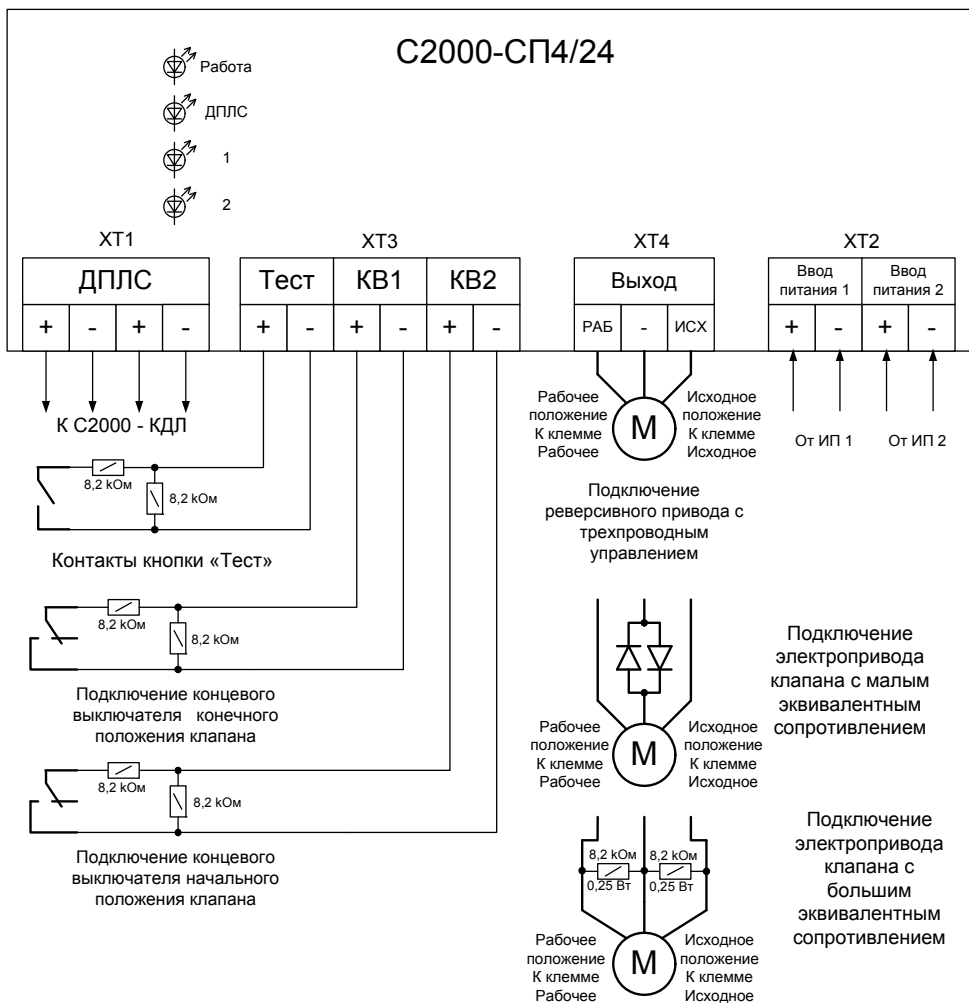 С2000-СП4/24
Работа
ДПЛС
1
2
ХТ1
ДПЛС
+ - + -
К С2000 - КДЛ
ХТ3
Тест КВ1 КВ2
+ - + - + -
ХТ4
Выход
РАБ - ИСХ
ХТ2
Ввод
питания 1
Ввод
питания 2
+ - + -
От ИП 1
От ИП 2
8,2 kОм
8,2 kОм
Контакты кнопки «Тест»
8,2 kОм
8,2 kОм
Подключение концевого
выключателя конечного
положения клапана
8,2 kОм
8,2 kОм
Подключение концевого
выключателя начального
положения клапана
Рабочее
положение
К клемме
Рабочее
М
Исходное
положение
К клемме
Исходное
Подключение
реверсивного привода с
трехпроводным
управлением
Рабочее
положение
К клемме
Рабочее
М
Исходное
положение
К клемме
Исходное
Подключение
электропривода
клапана с малым
эквивалентным
сопротивлением
8,2 kОм
0,25 Вт
8,2 kОм
0,25 Вт
Рабочее
положение
К клемме
Рабочее
М
Исходное
положение
К клемме
Исходное
Подключение
электропривода
клапана с
большим
эквивалентным
сопротивлением